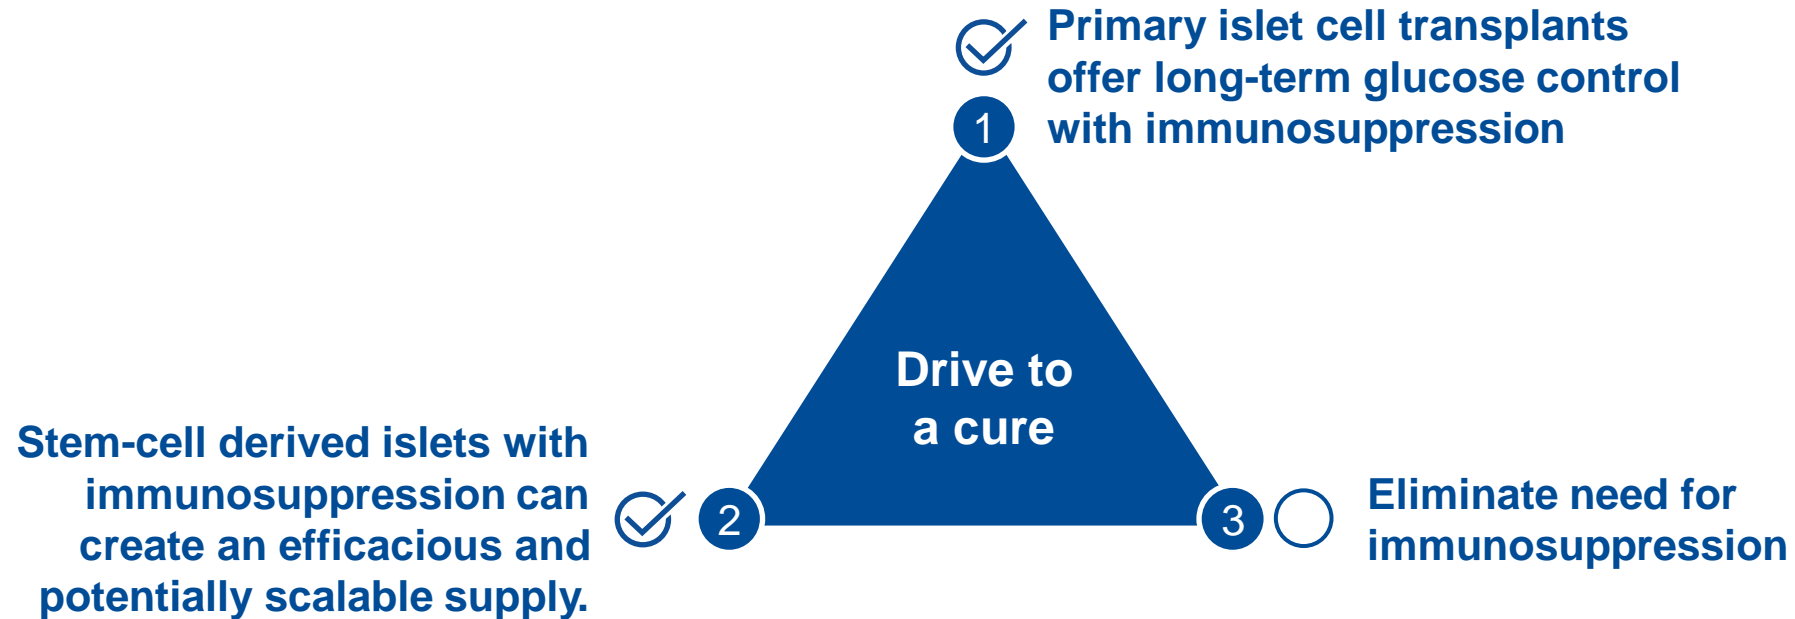 Primary islet cell transplants
offer long-term glucose control
with immunosuppression
1
Drive to
a cure
Stem-cell derived islets with
immunosuppression can
create an efficacious and
potentially scalable supply.
2
3
Eliminate need for
immunosuppression